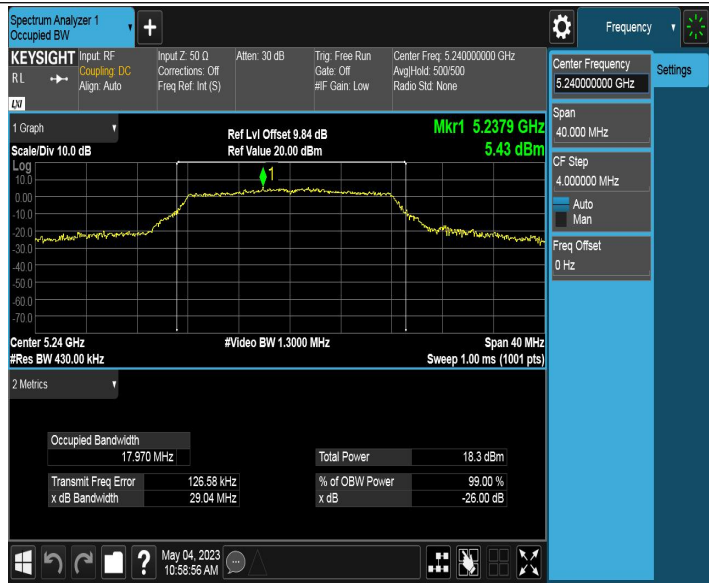 Spectrum Analyzer 1
Occupied BW
+
Frequency
KEYSIGHT
RL
LXI
Input: RF
Coupling: DC
Align: Auto
Input Z: 50 Ω
Corrections: Off
Freq Ref: Int (S)
Atten: 30 dB
Trig: Free Run
Gate: Off
#IF Gain: Low
Center Freq: 5.240000000 GHz
Avg|Hold: 500/500
Radio Std: None
Center Frequency
5.240000000 GHz
Settings
Span
40.000 MHz
CF Step
4.000000 MHz
Auto
Man
Freq Offset
0 Hz
1 Graph
Scale/Div 10.0 dB
Ref Lvl Offset 9.84 dB
Ref Value 20.00 dBm
Mkr1 5.2379 GHz
5.43 dBm
Log
10.0
0.00
-10.0
-20.0
-30.0
-40.0
-50.0
-60.0
-70.0
1
Center 5.24 GHz
#Res BW 430.00 kHz
#Video BW 1.3000 MHz
Span 40 MHz
Sweep 1.00 ms (1001 pts)
2 Metrics
Occupied Bandwidth
17.970 MHz
Total Power 18.3 dBm
Transmit Freq Error 126.58 kHz
% of OBW Power 99.00 %
x dB Bandwidth 29.04 MHz
x dB -26.00 dB
?
May 04, 2023
10:58:56 AM